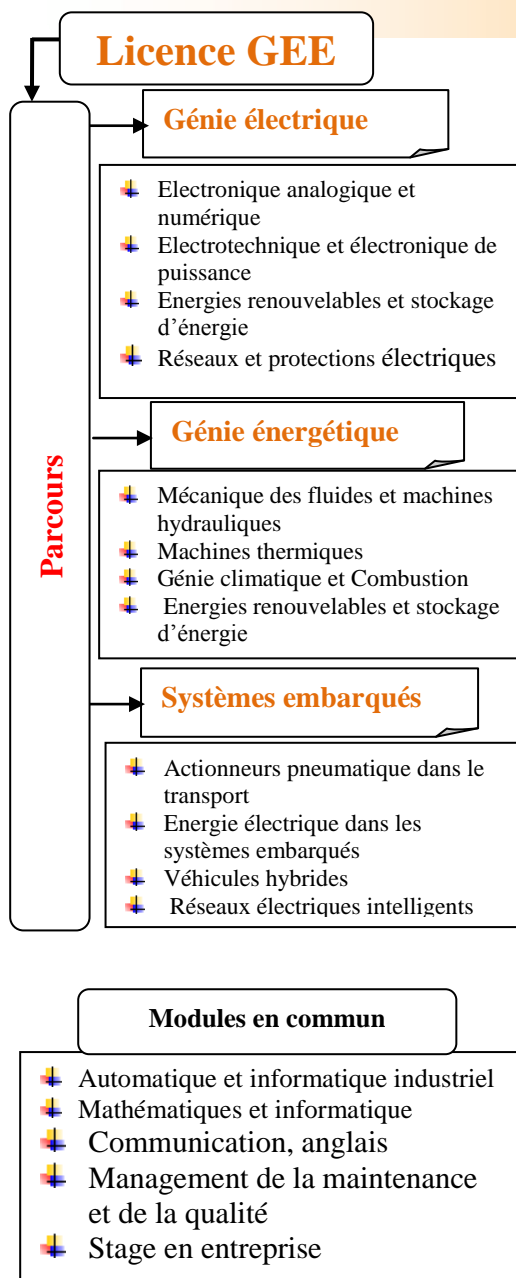 Licence GEE
Parcours
Génie électrique
Electronique analogique et
numérique
Electrotechnique et électronique de
puissance
Energies renouvelables et stockage
d’énergie
Réseaux et protections électriques
Génie énergétique
Mécanique des fluides et machines
hydrauliques
Machines thermiques
Génie climatique et Combustion
Energies renouvelables et stockage
d’énergie
Systèmes embarqués
Actionneurs pneumatique dans le
transport
Energie électrique dans les
systèmes embarqués
Véhicules hybrides
Réseaux électriques intelligents
Modules en commun
Automatique et informatique industriel
Mathématiques et informatique
Communication, anglais
Management de la maintenance
et de la qualité
Stage en entreprise